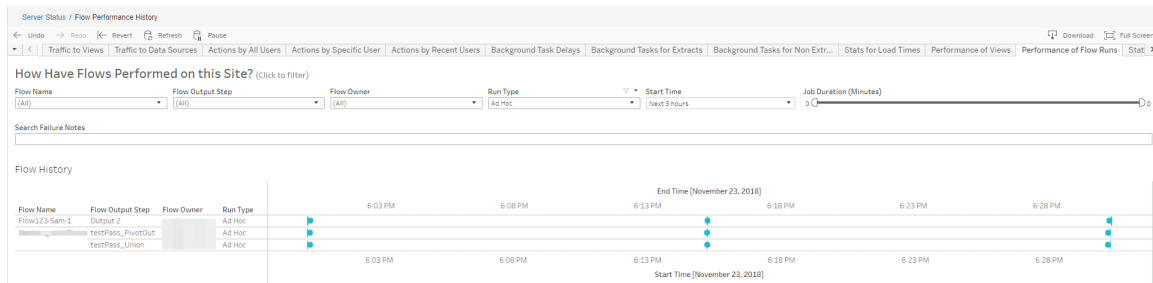 Server Status / Flow Performance History
Undo Redo Revert Refresh Pause Download Full Screen
Traffic to Views Traffic to Data Sources Actions by All Users Actions by Specific User Actions by Recent Users Background Task Delays Background Tasks for Extracts Background Tasks for Non Extr... Stats for Load Times Performance of Views Performance of Flow Runs Stat
How Have Flows Performed on this Site? (Click to filter)
Flow Name Flow Output Step Flow Owner Run Type Start Time Job Duration (Minutes)
(All) (All) (All) Ad Hoc Next 3 hours 0 0
Search Failure Notes
Flow History
End Time [November 23, 2018]
Flow Name Flow Output Step Flow Owner Run Type 6:03 PM 6:08 PM 6:13 PM 6:18 PM 6:23 PM 6:28 PM
Flow123-Sam-1 Output 2 Ad Hoc
testPass_PivotOut Ad Hoc
testPass_Union Ad Hoc
6:03 PM 6:08 PM 6:13 PM 6:18 PM 6:23 PM 6:28 PM
Start Time [November 23, 2018]